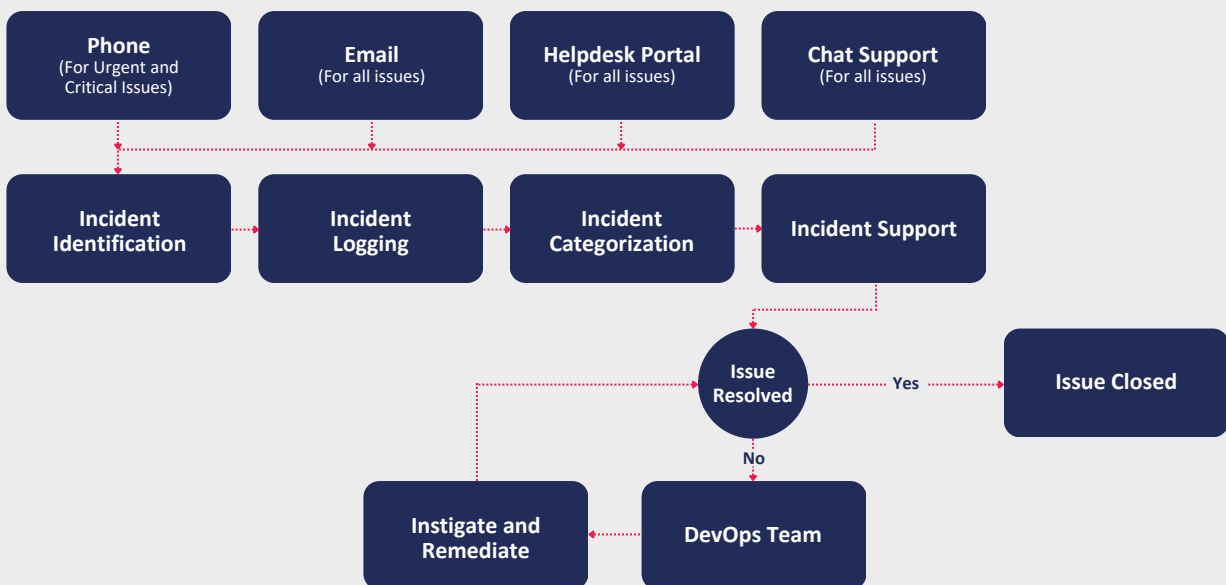 Phone
(For Urgent and
Critical Issues)
Email
(For all issues)
Helpdesk Portal
(For all issues)
Chat Support
(For all issues)
Incident
Identification
Incident
Logging
Incident
Categorization
Incident Support
Issue
Resolved
Yes
Issue Closed
No
Instigate and
Remediate
DevOps Team